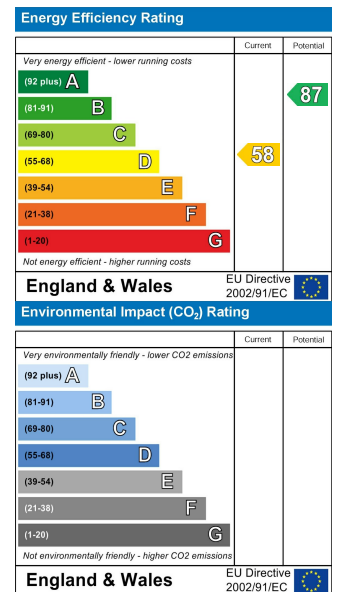 Energy Efficiency Rating
Current Potential
Very energy efficient - lower running costs
(92 plus) A
87
(81-91) B
(69-80) C
(55-68) D
58
(39-54) E
(21-38) F
(1-20) G
Not energy efficient - higher running costs
England & Wales
EU Directive
2002/91/EC
Environmental Impact (CO₂) Rating
Current Potential
Very environmentally friendly - lower CO2 emissions
(92 plus) A
(81-91) B
(69-80) C
(55-68) D
(39-54) E
(21-38) F
(1-20) G
Not environmentally friendly - higher CO2 emissions
England & Wales
EU Directive
2002/91/EC